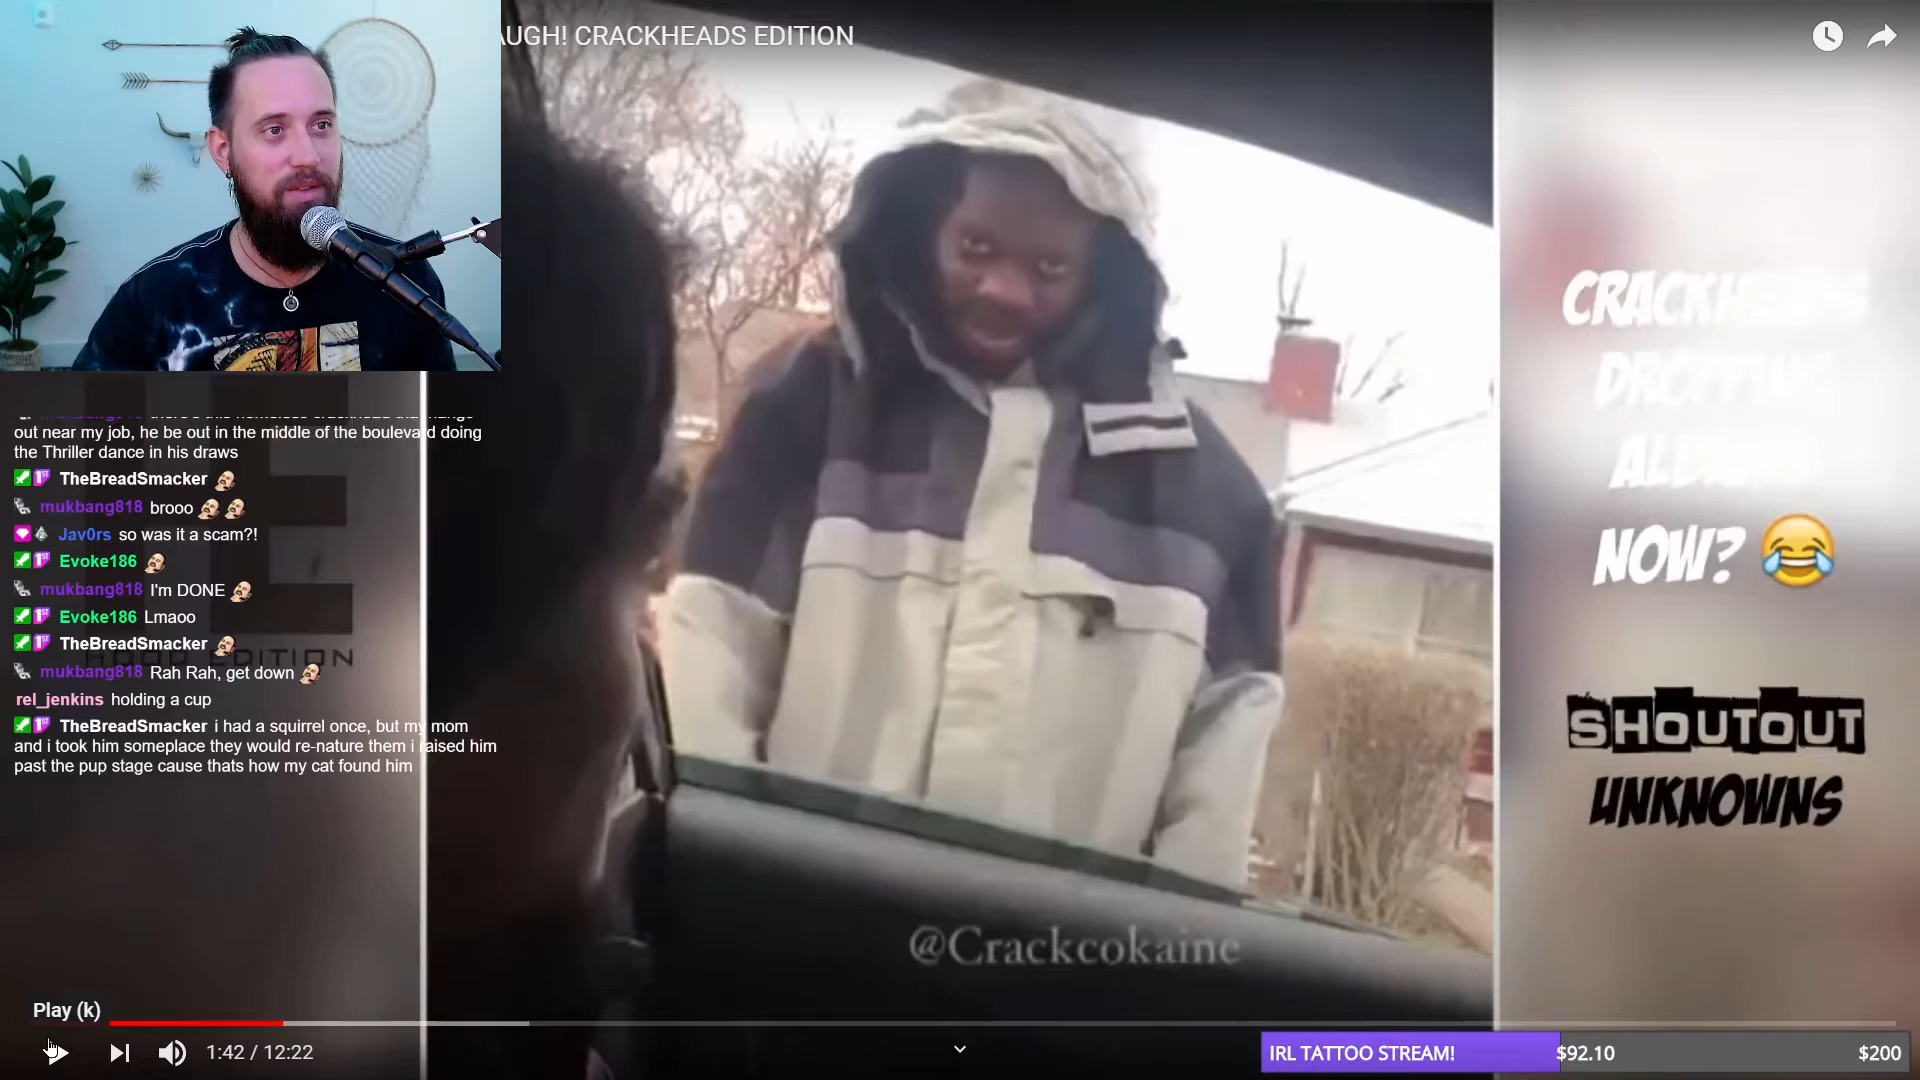 AUGH! CRACKHEADS EDITION
out near my job, he be out in the middle of the boulevard doing
the Thriller dance in his draws
TheBreadSmacker
mukbang818 brooo
Jav0rs so was it a scam?!
Evoke186
mukbang818 I'm DONE
Evoke186 Lmaoo
TheBreadSmacker
EDITION
mukbang818 Rah Rah, get down
rel_jenkins holding a cup
TheBreadSmacker i had a squirrel once, but my mom
and i took him someplace they would re-nature them i raised him
past the pup stage cause thats how my cat found him
CRACKHEADS
NOW? 😂
SHOUTOUT
UNKNOWNS
@Crackcokaine
Play (k)
1:42 / 12:22
IRL TATTOO STREAM! $92.10 $200